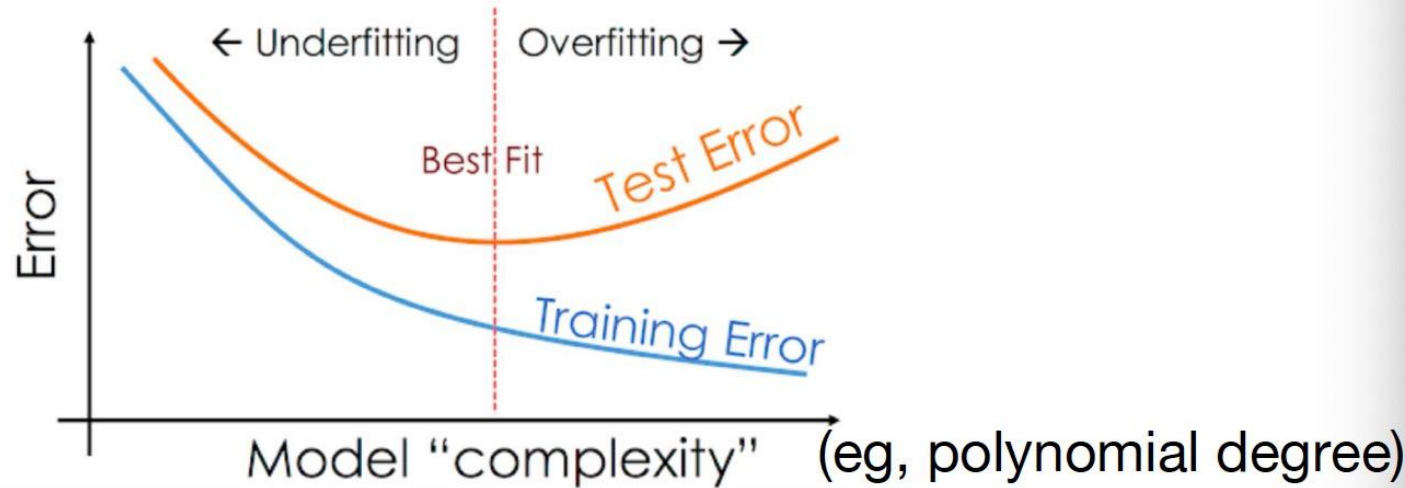 ← Underfitting
Overfitting →
Best Fit
Test Error
Error
Training Error
Model “complexity”
(eg, polynomial degree)